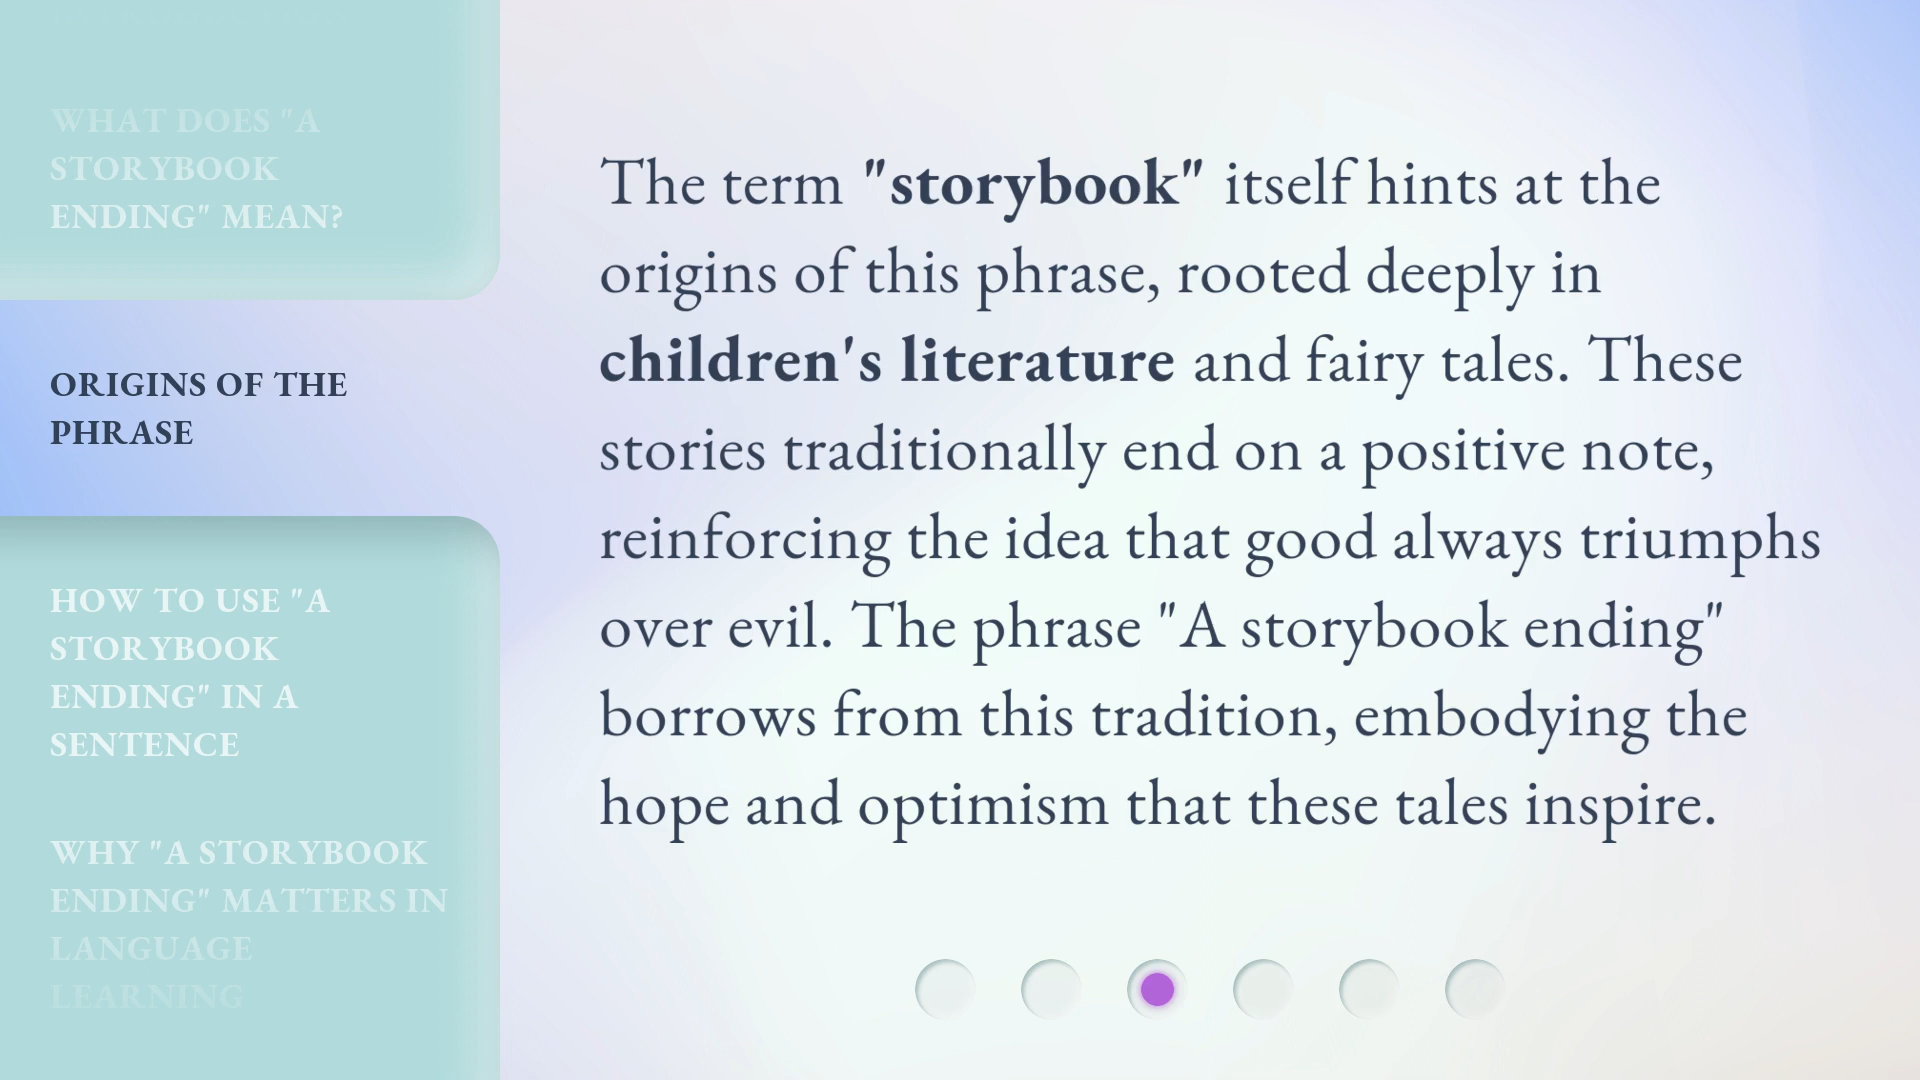 WHAT DOES "A
STORYBOOK
ENDING" MEAN?
ORIGINS OF THE
PHRASE
HOW TO USE "A
STORYBOOK
ENDING" IN A
SENTENCE
WHY "A STORYBOOK
ENDING" MATTERS IN
LANGUAGE
LEARNING
The term "storybook" itself hints at the
origins of this phrase, rooted deeply in
children's literature and fairy tales. These
stories traditionally end on a positive note,
reinforcing the idea that good always triumphs
over evil. The phrase "A storybook ending"
borrows from this tradition, embodying the
hope and optimism that these tales inspire.